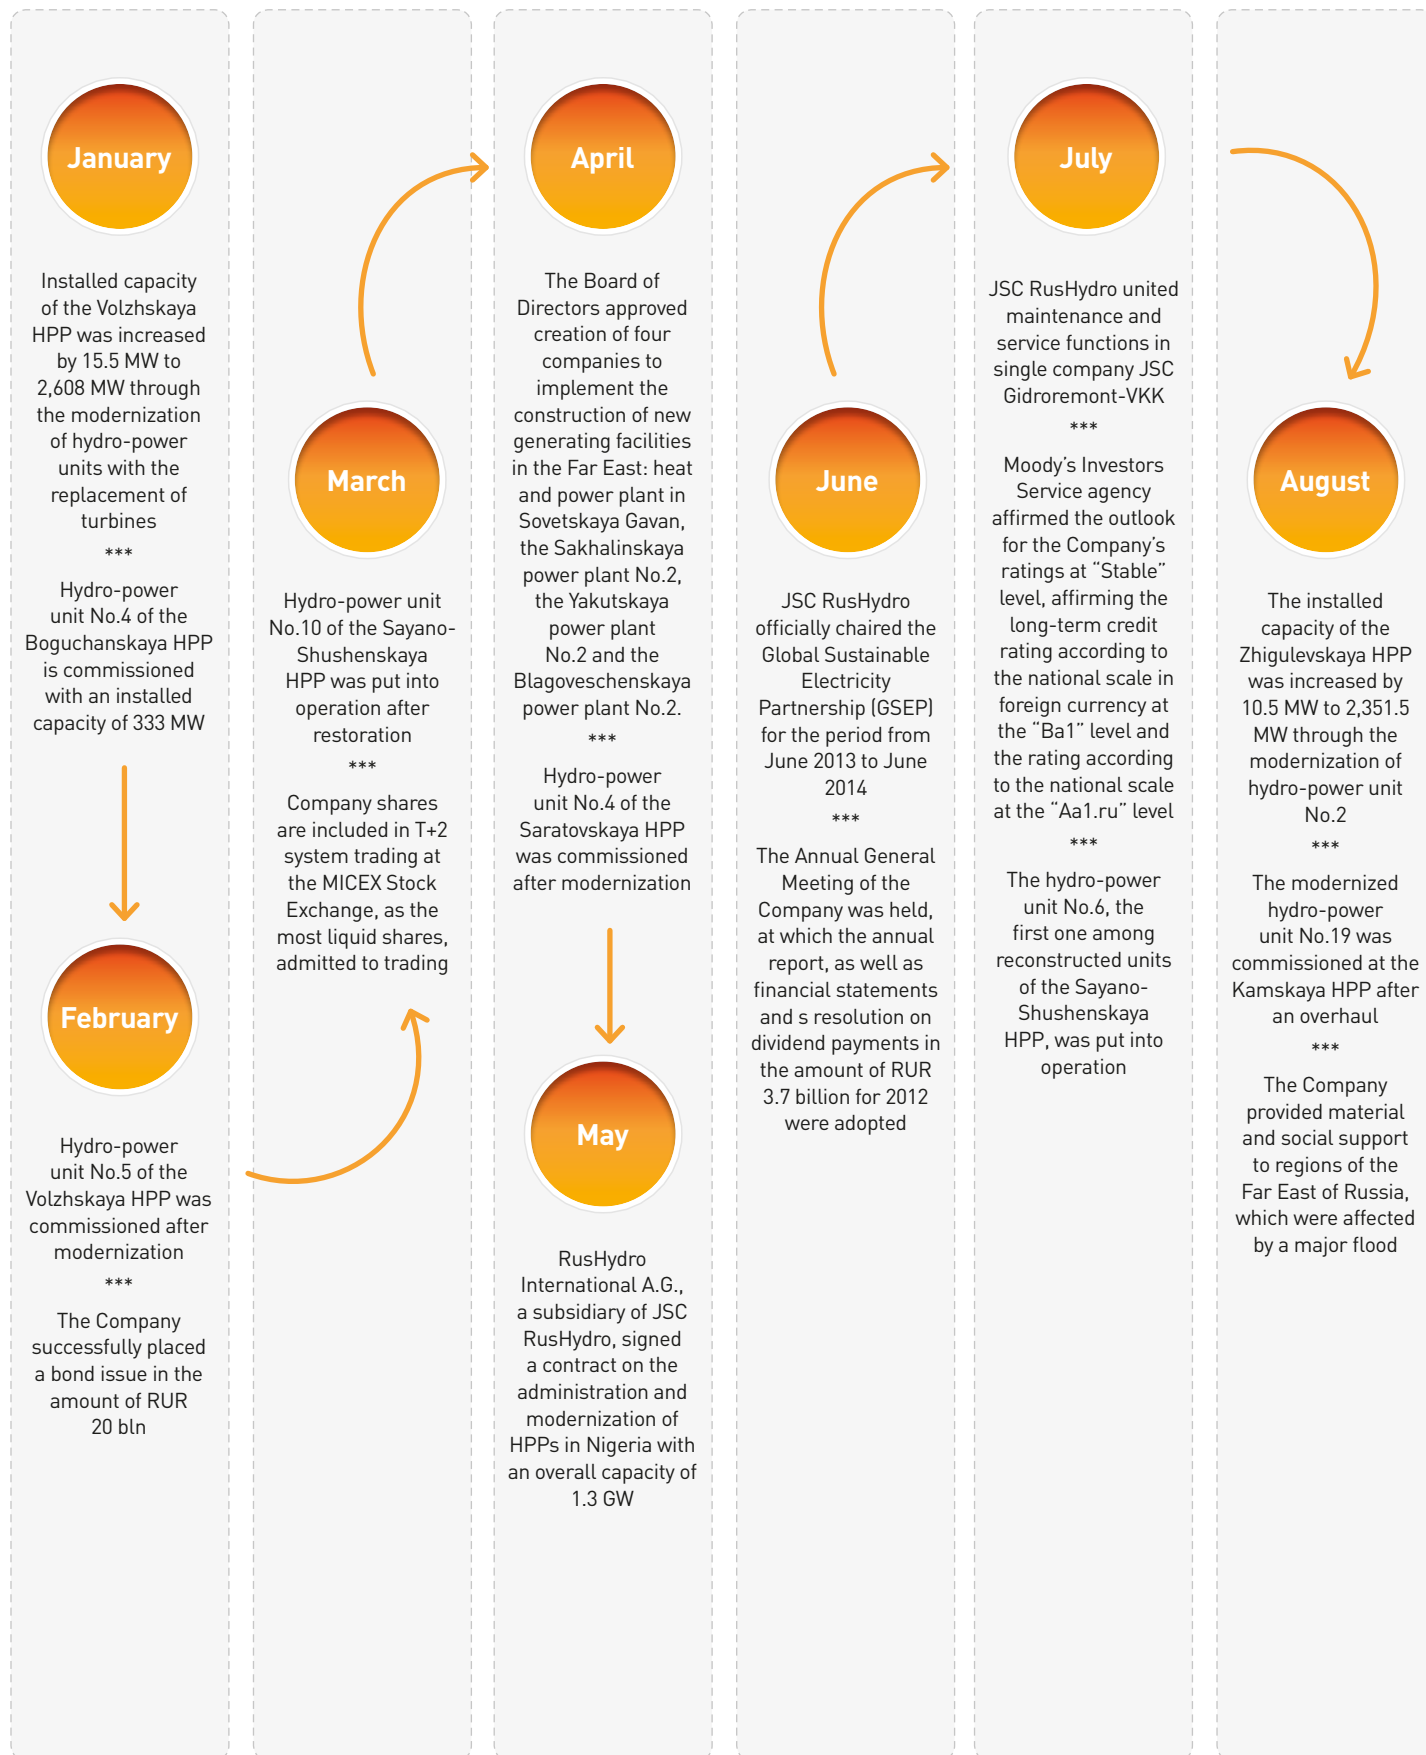 January
Installed capacity
of the Volzhskaya
HPP was increased
by 15.5 MW to
2,608 MW through
the modernization
of hydro-power
units with the
replacement of
turbines
***
Hydro-power
unit No.4 of the
Boguchanskaya HPP
is commissioned
with an installed
capacity of 333 MW
February
Hydro-power
unit No.5 of the
Volzhskaya HPP was
commissioned after
modernization
***
The Company
successfully placed
a bond issue in the
amount of RUR
20 bln
March
Hydro-power unit
No.10 of the Sayano-
Shushenskaya
HPP was put into
operation after
restoration
***
Company shares
are included in T+2
system trading at
the MICEX Stock
Exchange, as the
most liquid shares,
admitted to trading
April
The Board of
Directors approved
creation of four
companies to
implement the
construction of new
generating facilities
in the Far East: heat
and power plant in
Sovetskaya Gavan,
the Sakhalinskaya
power plant No.2,
the Yakutskaya
power plant
No.2 and the
Blagoveschenskaya
power plant No.2.
***
Hydro-power
unit No.4 of the
Saratovskaya HPP
was commissioned
after modernization
May
RusHydro
International A.G.,
a subsidiary of JSC
RusHydro, signed
a contract on the
administration and
modernization of
HPPs in Nigeria with
an overall capacity of
1.3 GW
June
JSC RusHydro
officially chaired the
Global Sustainable
Electricity
Partnership (GSEP)
for the period from
June 2013 to June
2014
***
The Annual General
Meeting of the
Company was held,
at which the annual
report, as well as
financial statements
and s resolution on
dividend payments in
the amount of RUR
3.7 billion for 2012
were adopted
July
JSC RusHydro united
maintenance and
service functions in
single company JSC
Gidroremont-VKK
***
Moody’s Investors
Service agency
affirmed the outlook
for the Company’s
ratings at “Stable”
level, affirming the
long-term credit
rating according to
the national scale in
foreign currency at
the “Ba1” level and
the rating according
to the national scale
at the “Aa1.ru” level
***
The hydro-power
unit No.6, the
first one among
reconstructed units
of the Sayano-
Shushenskaya
HPP, was put into
operation
August
The installed
capacity of the
Zhigulevskaya HPP
was increased by
10.5 MW to 2,351.5
MW through the
modernization of
hydro-power unit
No.2
***
The modernized
hydro-power
unit No.19 was
commissioned at the
Kamskaya HPP after
an overhaul
***
The Company
provided material
and social support
to regions of the
Far East of Russia,
which were affected
by a major flood